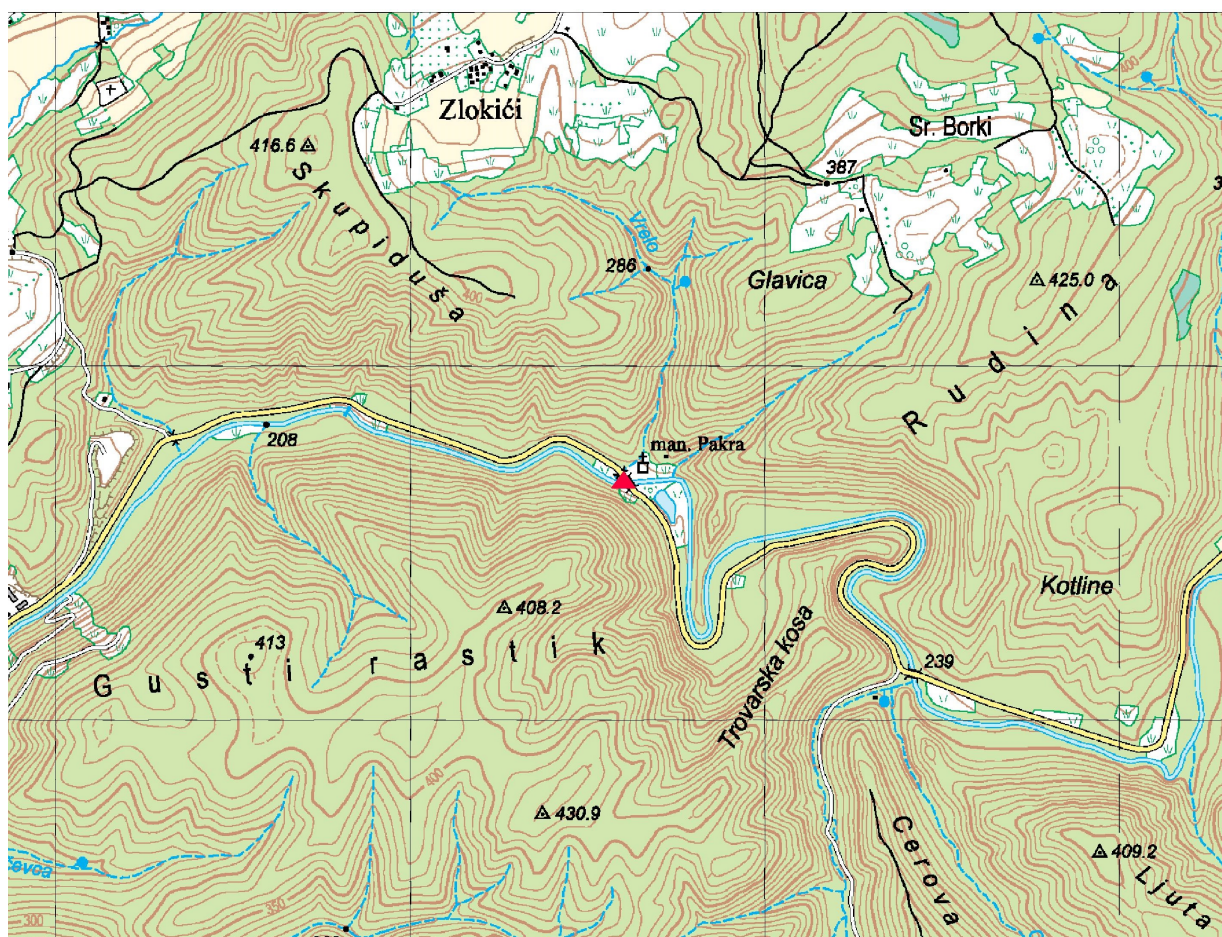 Zlokići
Sr. Borki
400
416.6
387
Skupiduša
Vrelo
286
400
Glavica
425.0
Rudina
208
man. Pakra
Kotline
408.2
413
Gusti rastik
Trovarska kosa
239
400
430.9
409.2
Cerova
Ljuta
300
350